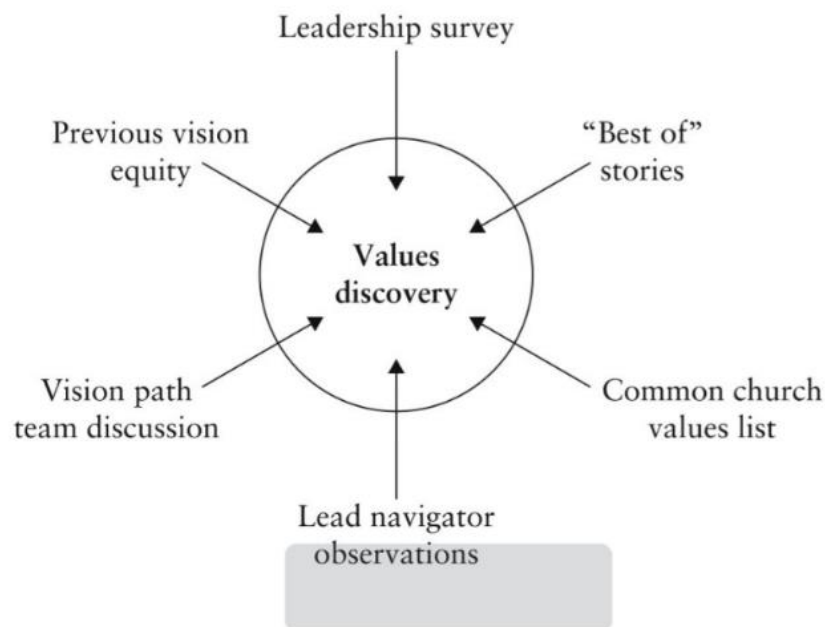 Leadership survey
Previous vision
equity
“Best of”
stories
Values
discovery
Vision path
team discussion
Common church
values list
Lead navigator
observations